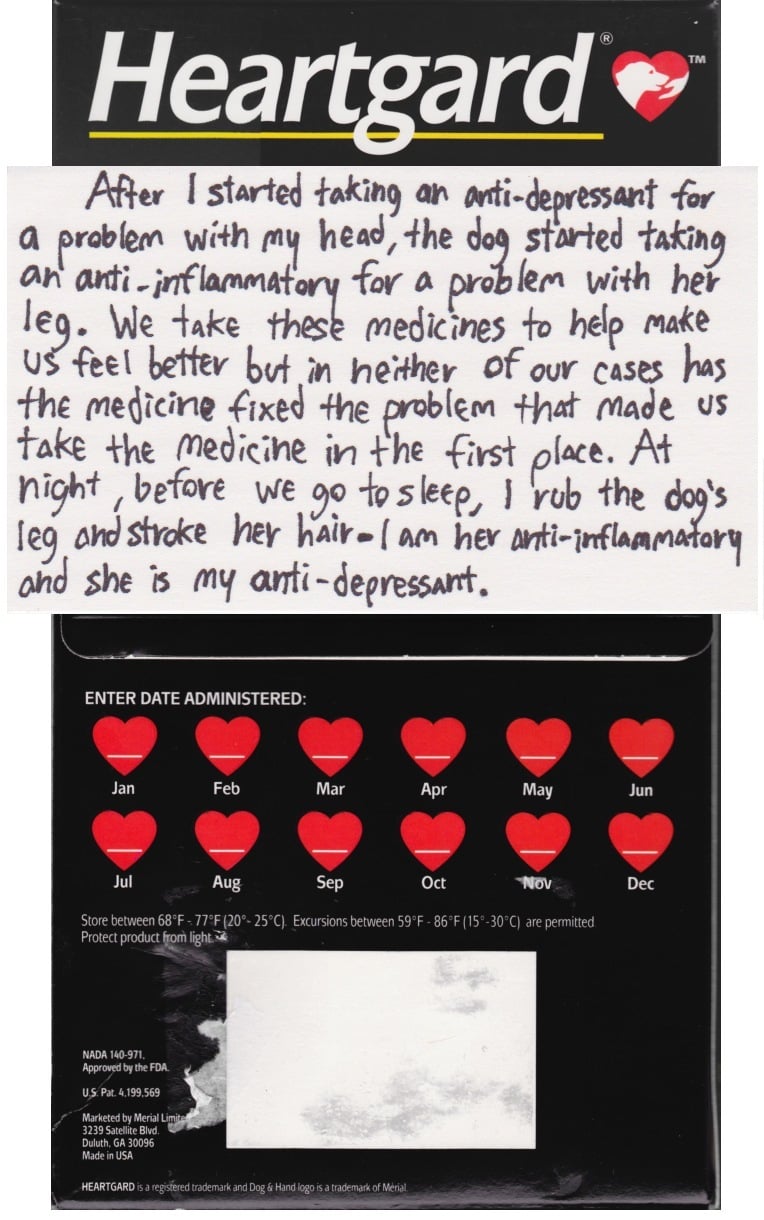 Heartgard® ™
After I started taking an anti-depressant for
a problem with my head, the dog started taking
an anti-inflammatory for a problem with her
leg. We take these medicines to help make
us feel better but in neither of our cases has
the medicine fixed the problem that made us
take the medicine in the first place. At
night, before we go to sleep, I rub the dog's
leg and stroke her hair-I am her anti-inflammatory
and she is my anti-depressant.
ENTER DATE ADMINISTERED:
Jan Feb Mar Apr May Jun
Jul Aug Sep Oct Nov Dec
Store between 68°F - 77°F (20°- 25°C). Excursions between 59°F - 86°F (15°-30°C) are permitted
Protect product from light.
NADA 140-971,
Approved by the FDA.
U.S. Pat. 4,199,569
Marketed by Merial Limite
3239 Satellite Blvd.
Duluth, GA 30096
Made in USA
HEARTGARD is a registered trademark and Dog & Hand logo is a trademark of Merial